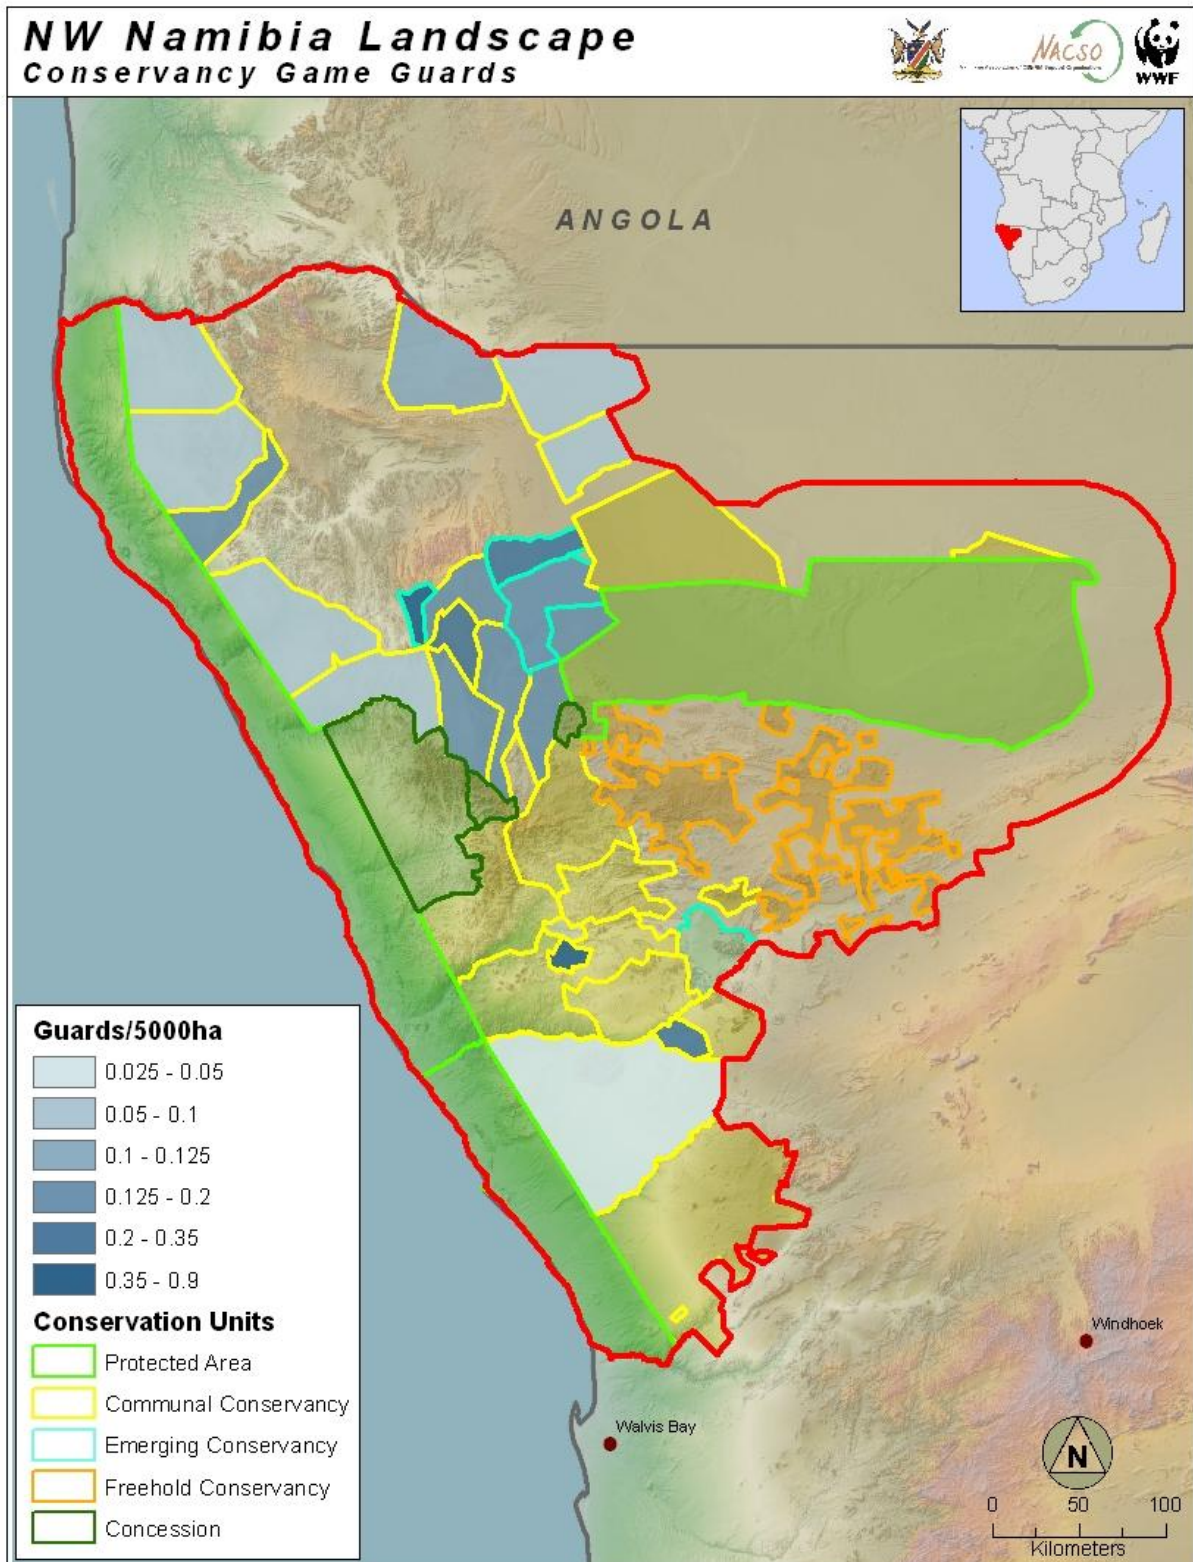 NW Namibia Landscape
Conservancy Game Guards
NACSO
WWF
ANGOLA
Guards/5000ha
0.025 - 0.05
0.05 - 0.1
0.1 - 0.125
0.125 - 0.2
0.2 - 0.35
0.35 - 0.9
Conservation Units
Protected Area
Communal Conservancy
Emerging Conservancy
Freehold Conservancy
Concession
Windhoek
Walvis Bay
N
0 50 100
Kilometers